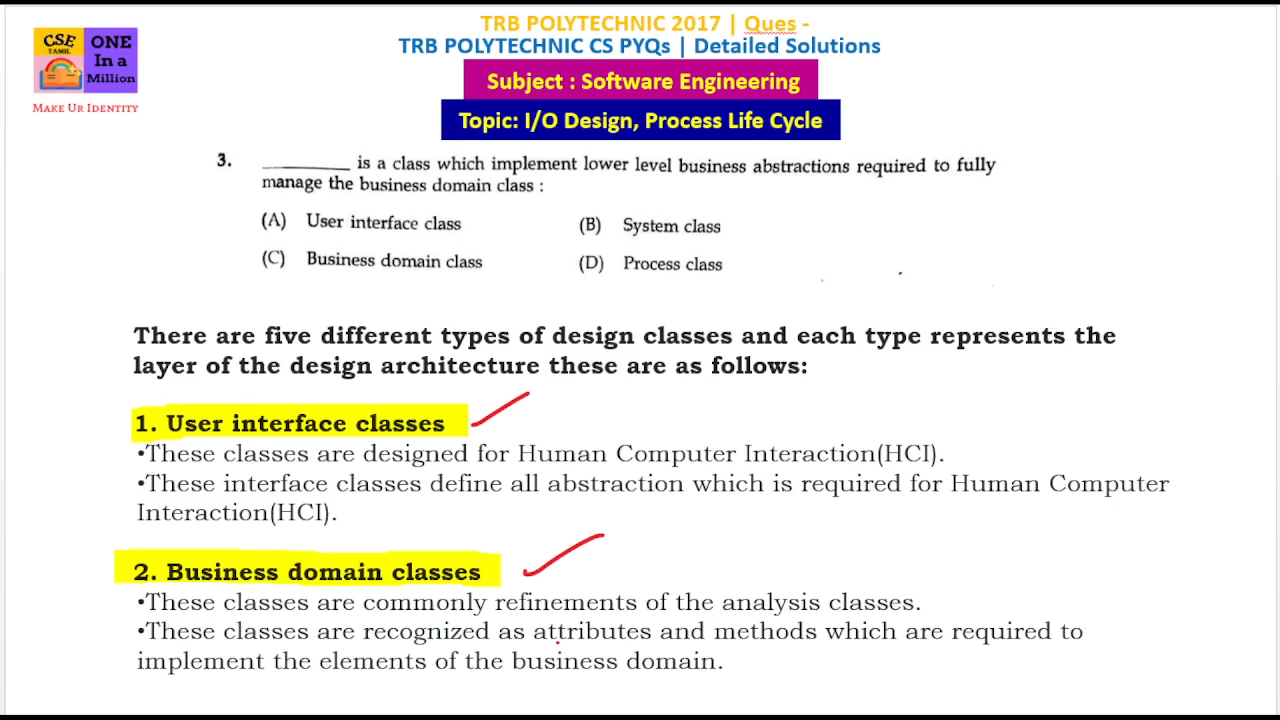 CSE
TAMIL
ONE
In a
Million
MAKE UR IDENTITY
TRB POLYTECHNIC 2017 | Ques -
TRB POLYTECHNIC CS PYQs | Detailed Solutions
Subject : Software Engineering
Topic: I/O Design, Process Life Cycle
3. _________ is a class which implement lower level business abstractions required to fully
manage the business domain class :
(A) User interface class (B) System class
(C) Business domain class (D) Process class
There are five different types of design classes and each type represents the
layer of the design architecture these are as follows:
1. User interface classes
•These classes are designed for Human Computer Interaction(HCI).
•These interface classes define all abstraction which is required for Human Computer
Interaction(HCI).
2. Business domain classes
•These classes are commonly refinements of the analysis classes.
•These classes are recognized as attributes and methods which are required to
implement the elements of the business domain.